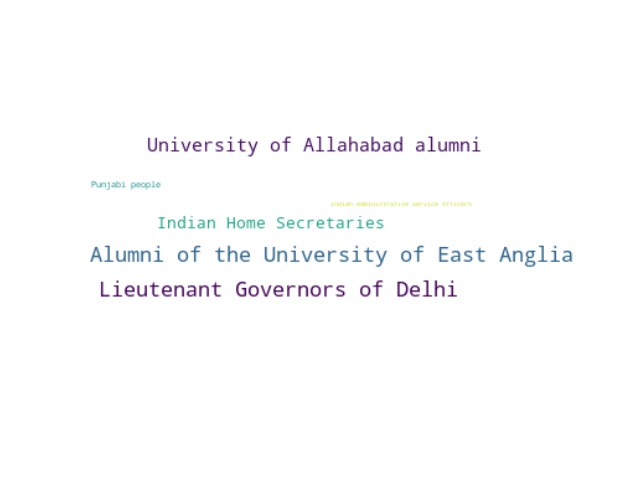 University of Allahabad alumni
Punjabi people
Indian Administrative Service officers
Indian Home Secretaries
Alumni of the University of East Anglia
Lieutenant Governors of Delhi